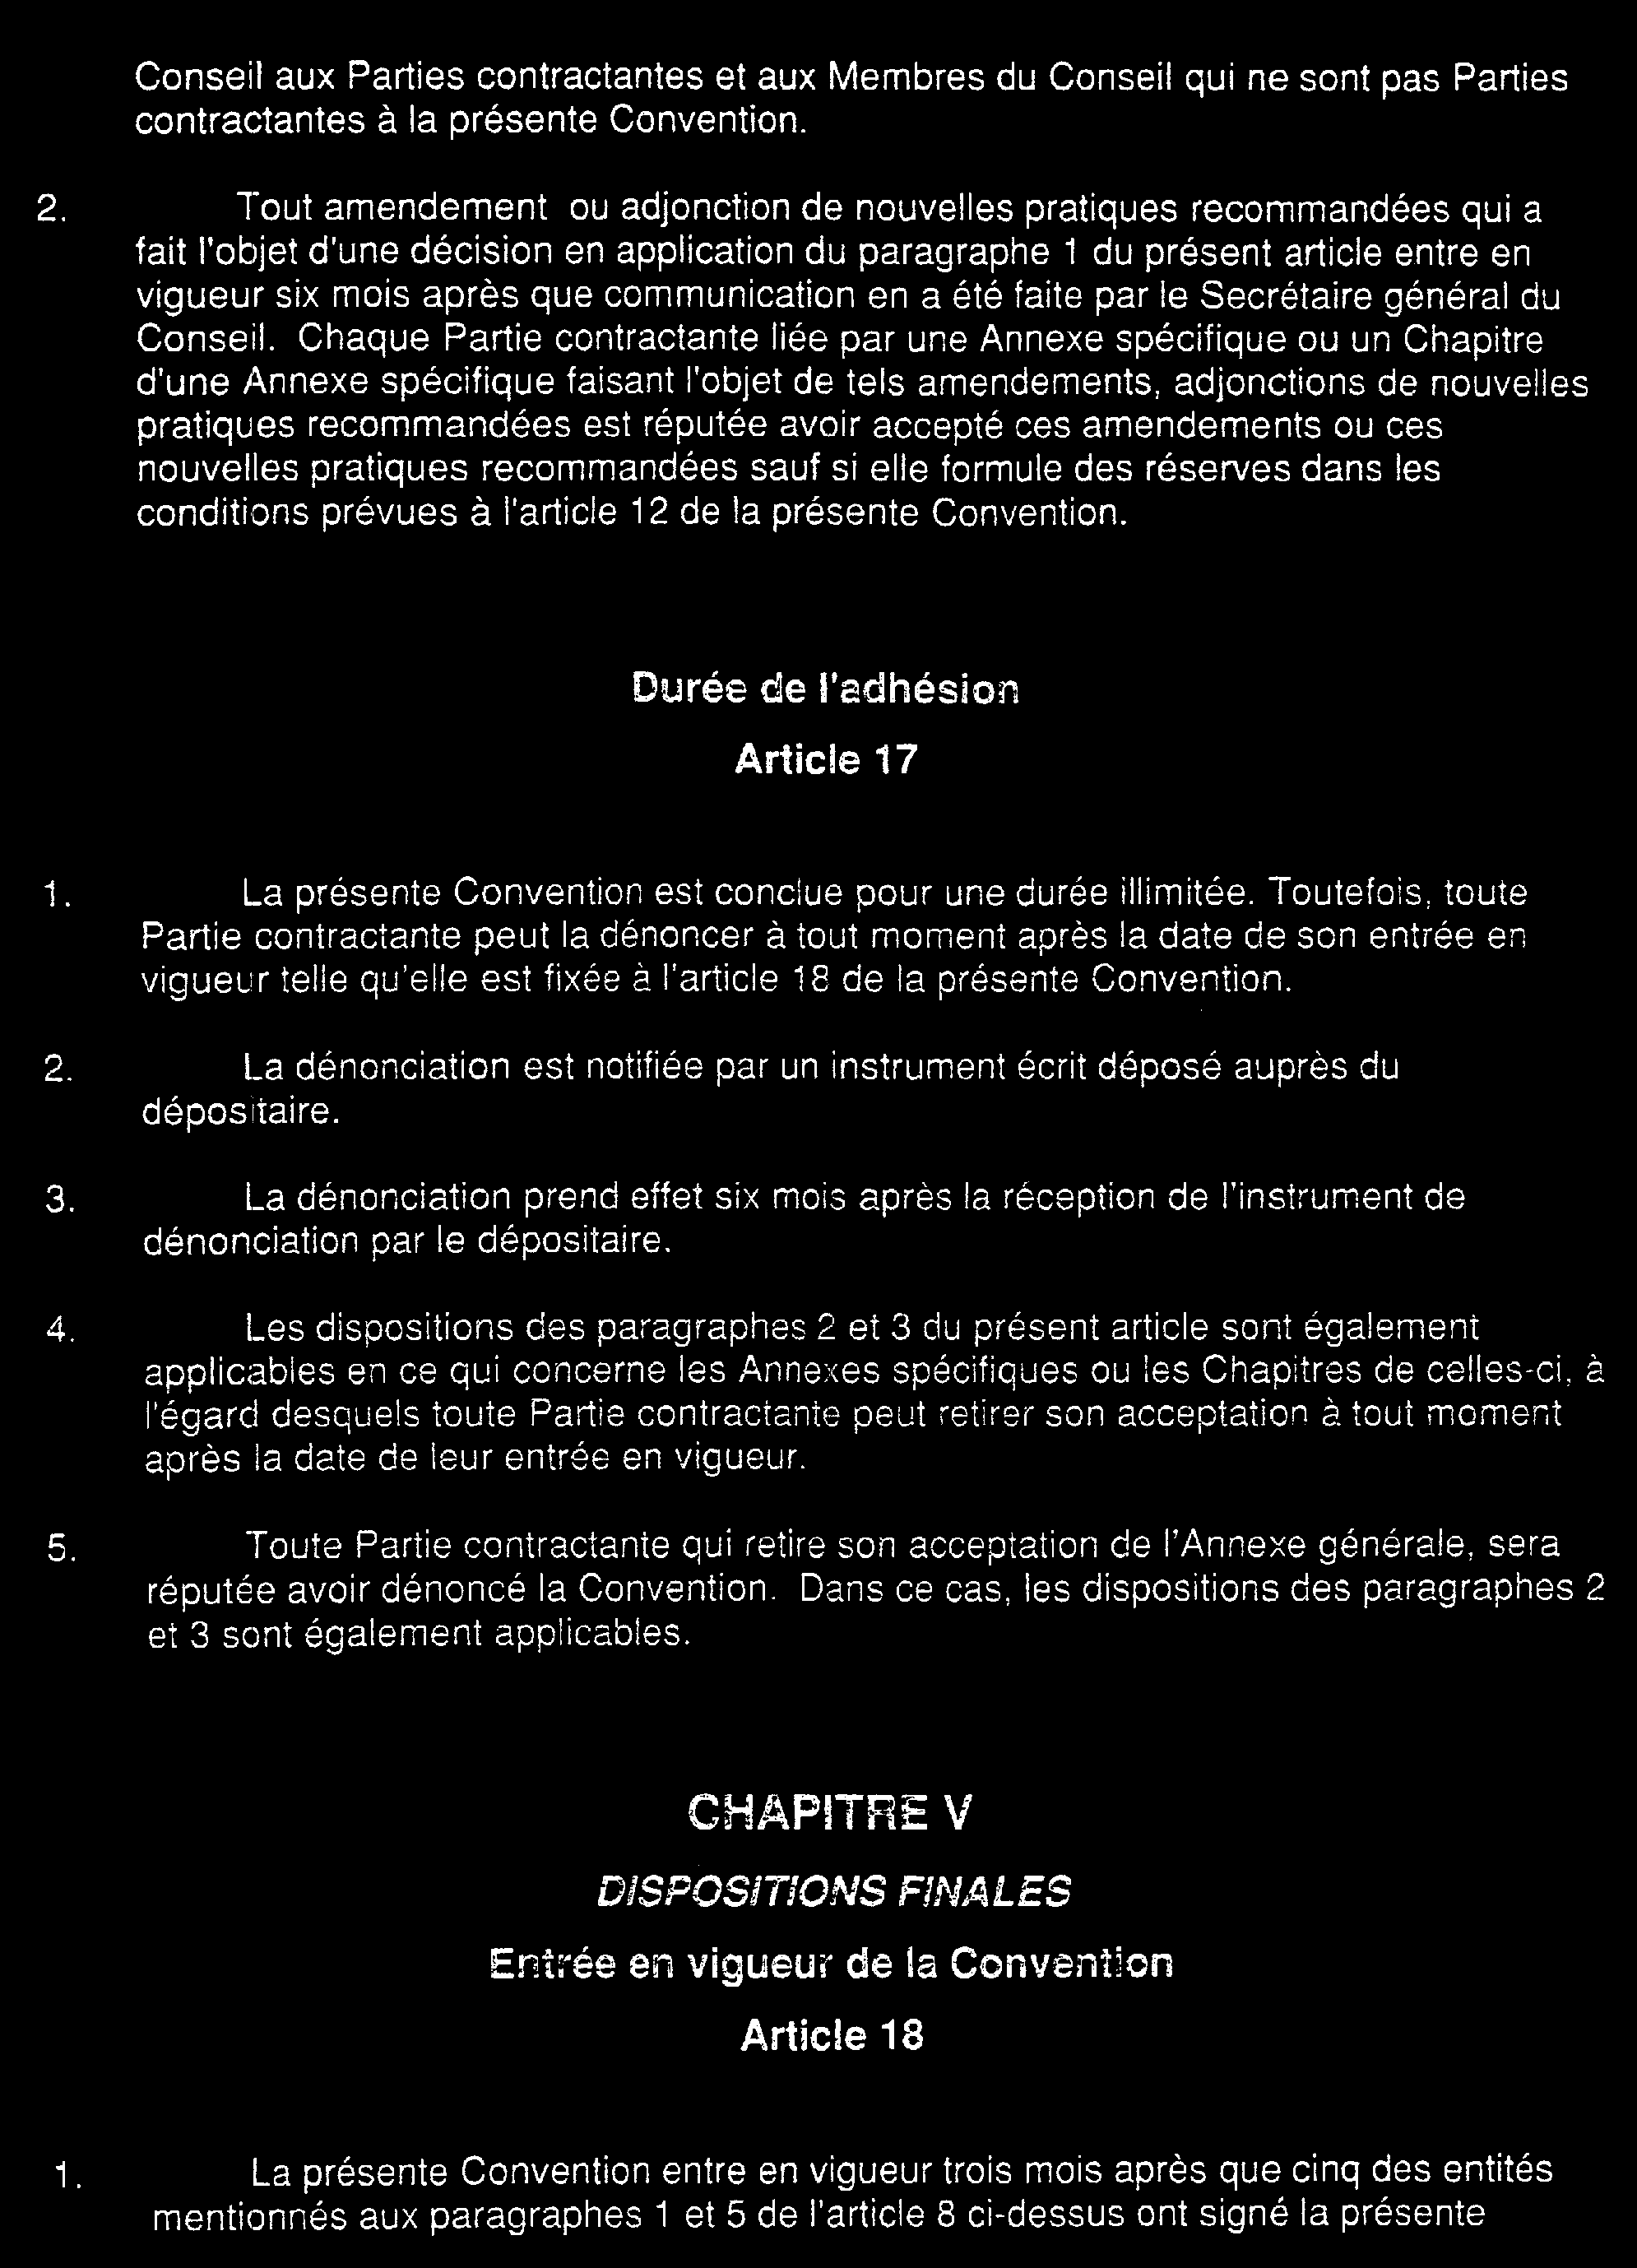 Conseil aux Parties contractantes et aux Membres du Conseil qui ne sont pas Parties
contractantes à la présente Convention.
2. Tout amendement ou adjonction de nouvelles pratiques recommandées qui a
fait l'objet d'une décision en application du paragraphe 1 du présent article entre en
vigueur six mois après que communication en a été faite par le Secrétaire général du
Conseil. Chaque Partie contractante liée par une Annexe spécifique ou un Chapitre
d'une Annexe spécifique faisant l'objet de tels amendements, adjonctions de nouvelles
pratiques recommandées est réputée avoir accepté ces amendements ou ces
nouvelles pratiques recommandées sauf si elle formule des réserves dans les
conditions prévues à l'article 12 de la présente Convention.
Durée de l'adhésion
Article 17
1. La présente Convention est conclue pour une durée illimitée. Toutefois, toute
Partie contractante peut la dénoncer à tout moment après la date de son entrée en
vigueur telle qu'elle est fixée à l'article 18 de la présente Convention.
2. La dénonciation est notifiée par un instrument écrit déposé auprès du
dépositaire.
3. La dénonciation prend effet six mois après la réception de l'instrument de
dénonciation par le dépositaire.
4. Les dispositions des paragraphes 2 et 3 du présent article sont également
applicables en ce qui concerne les Annexes spécifiques ou les Chapitres de celles-ci, à
l'égard desquels toute Partie contractante peut retirer son acceptation à tout moment
après la date de leur entrée en vigueur.
5. Toute Partie contractante qui retire son acceptation de l'Annexe générale, sera
réputée avoir dénoncé la Convention. Dans ce cas, les dispositions des paragraphes 2
et 3 sont également applicables.
CHAPITRE V
DISPOSITIONS FINALES
Entrée en vigueur de la Convention
Article 18
1. La présente Convention entre en vigueur trois mois après que cinq des entités
mentionnés aux paragraphes 1 et 5 de l'article 8 ci-dessus ont signé la présente